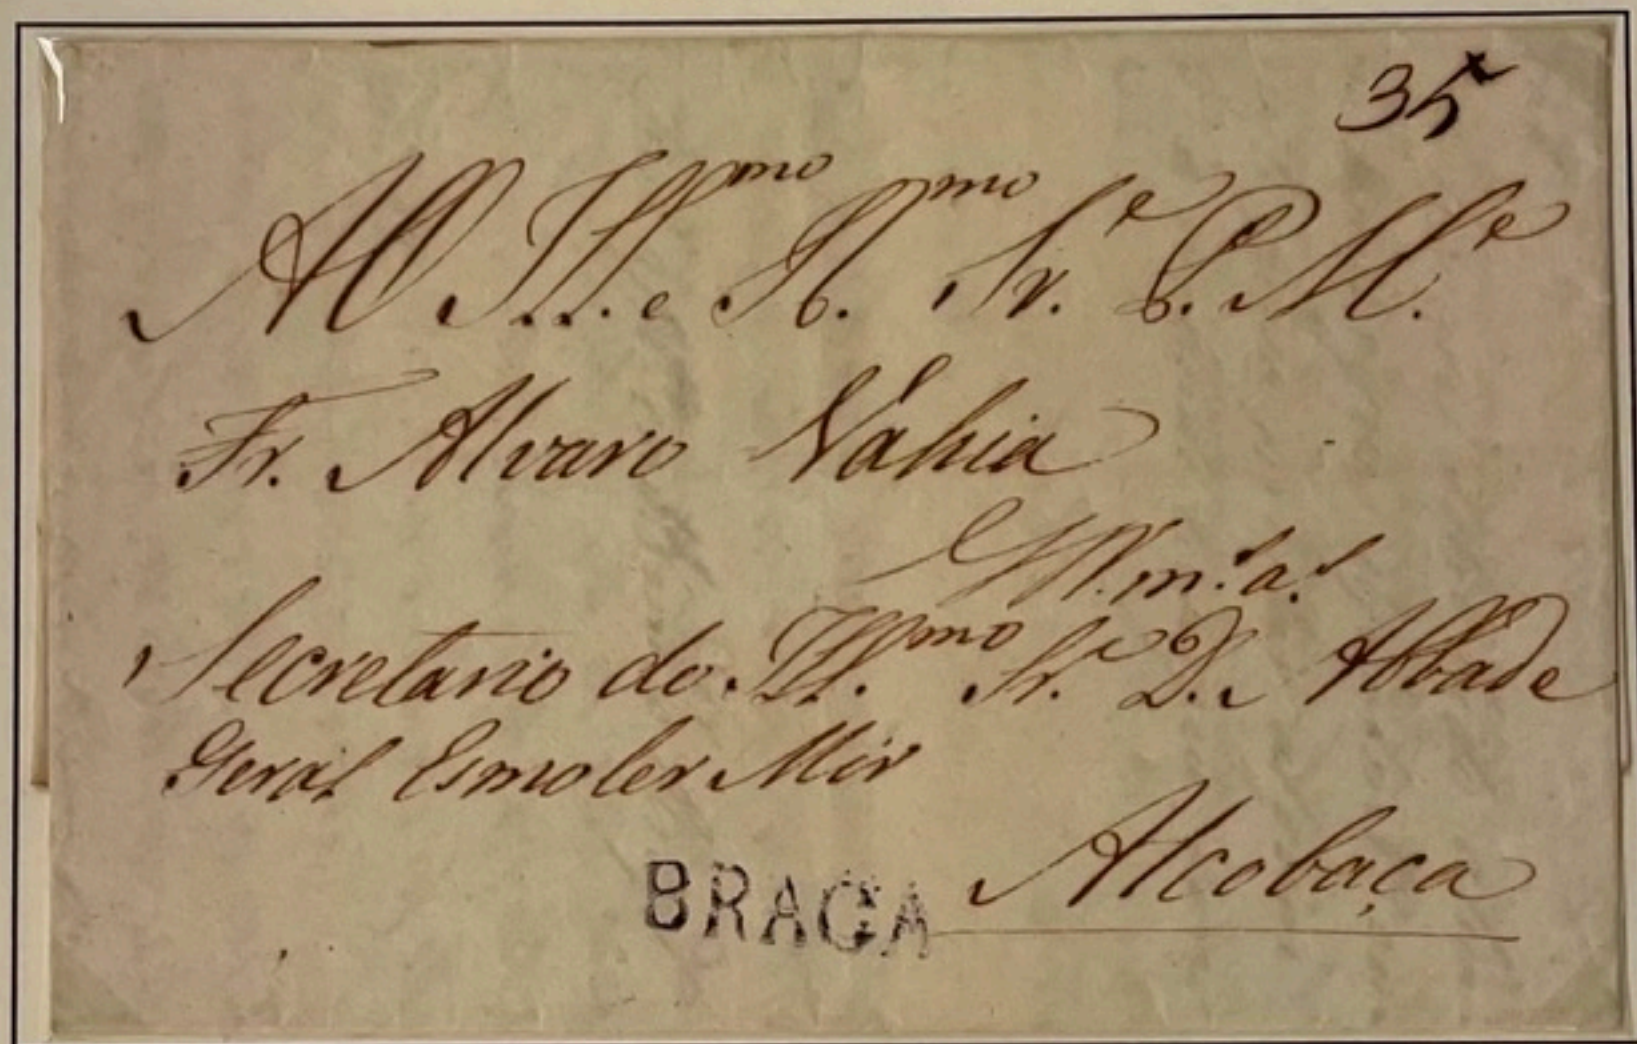 35
AO Ill.mo e R.mo Sr.e P. M.e
Fr. Alvaro Vahia
m.s a.s
Secretario do Ill.mo Sr.e D. Abbade
Geral Esmoler Mór
BRAGA Alcobaça